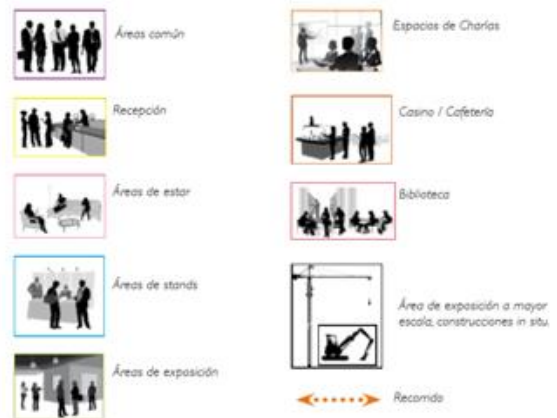 Áreas común
Recepción
Áreas de estar
Áreas de stands
Áreas de exposición
Espacios de Charlas
Casino / Cafetería
Biblioteca
Área de exposición a mayor
escala, construcciones in situ.
Recorrido